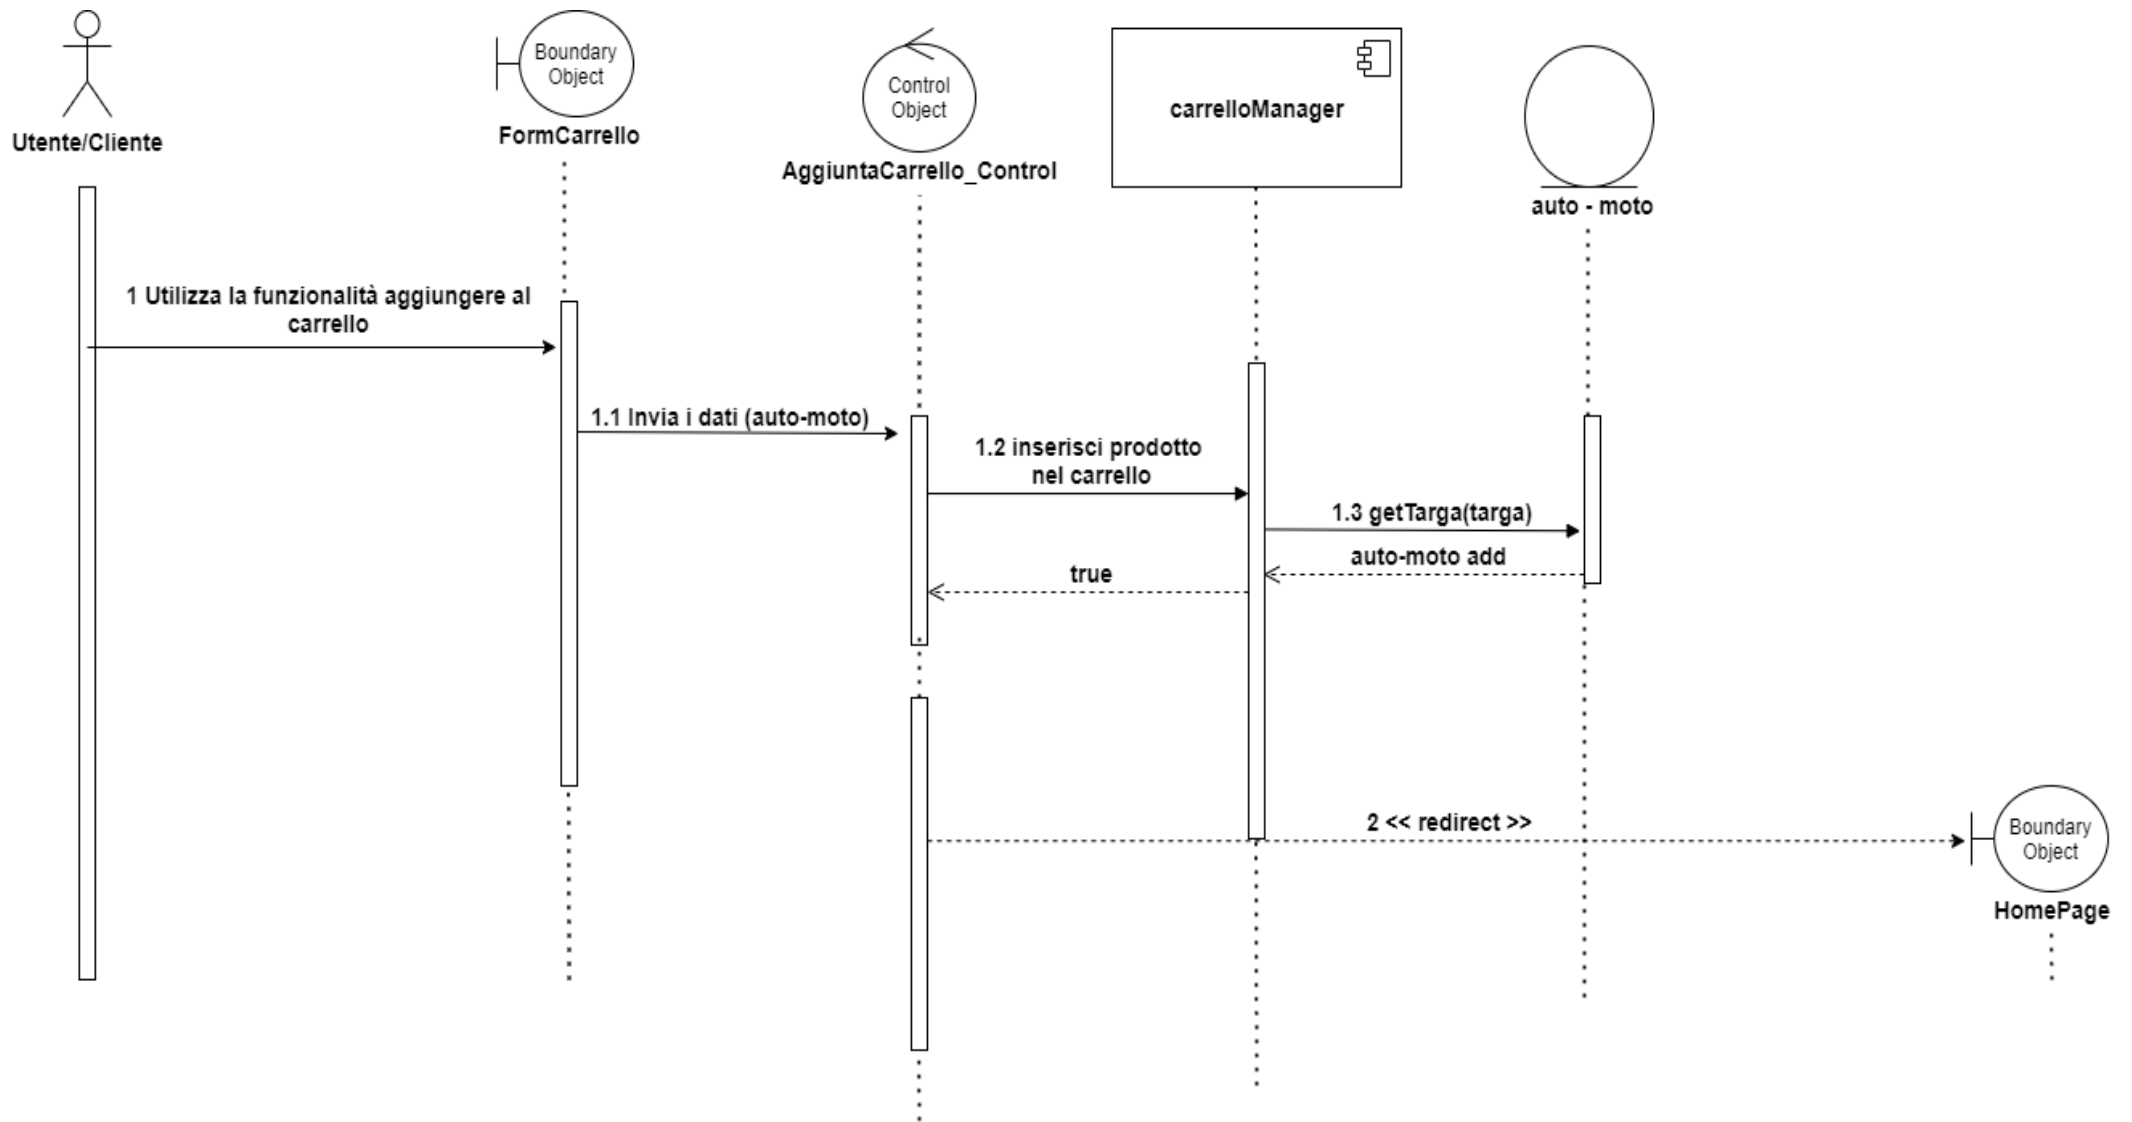 Boundary
Object
FormCarrello
Utente/Cliente
Control
Object
AggiuntaCarrello_Control
carrelloManager
auto - moto
1 Utilizza la funzionalità aggiungere al
carrello
1.1 Invia i dati (auto-moto)
1.2 inserisci prodotto
nel carrello
1.3 getTarga(targa)
auto-moto add
true
2 << redirect >>
Boundary
Object
HomePage